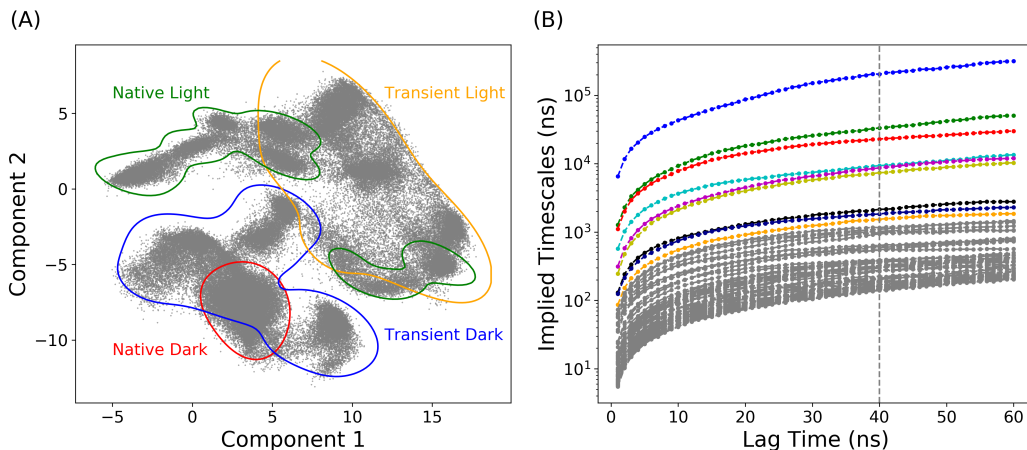 (A)
Native Light
Transient Light
Native Dark
Transient Dark
5
0
−5
−10
−5
0
5
10
15
Component 1
Component 2
(B)
10^5
10^4
10^3
10^2
10^1
0
10
20
30
40
50
60
Lag Time (ns)
Implied Timescales (ns)